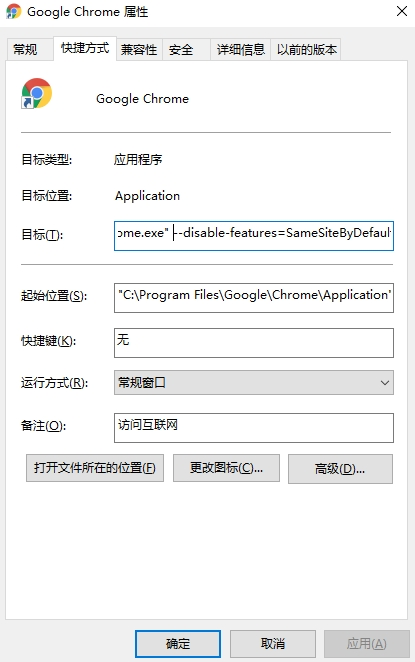 Google Chrome 属性
常规 快捷方式 兼容性 安全 详细信息 以前的版本
Google Chrome
目标类型: 应用程序
目标位置: Application
目标(T): ome.exe" --disable-features=SameSiteByDefaul
起始位置(S): "C:\Program Files\Google\Chrome\Application"
快捷键(K): 无
运行方式(R): 常规窗口
备注(O): 访问互联网
打开文件所在的位置(F) 更改图标(C)... 高级(D)...
确定 取消 应用(A)